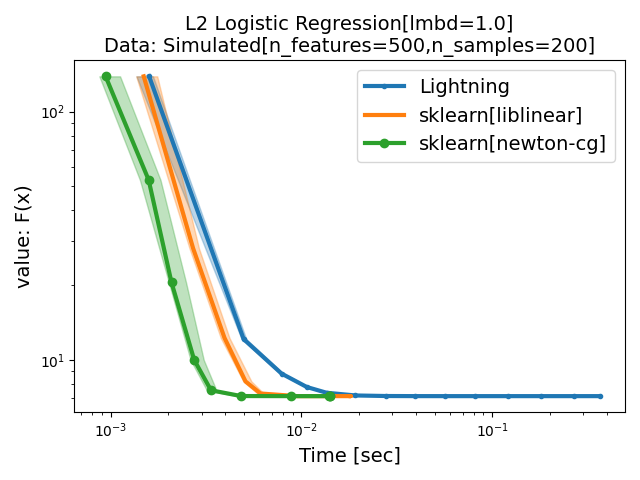 L2 Logistic Regression[lmbd=1.0]
Data: Simulated[n_features=500,n_samples=200]
Lightning
sklearn[liblinear]
sklearn[newton-cg]
value: F(x)
10²
10¹
10⁻³
10⁻²
10⁻¹
Time [sec]